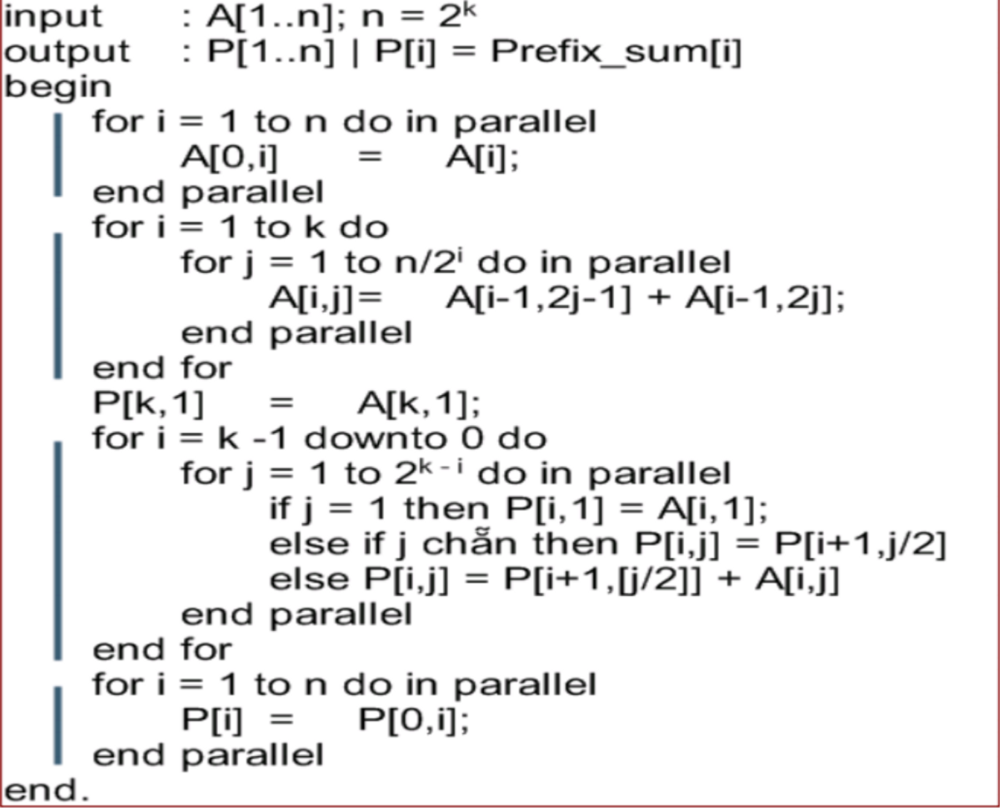 input : A[1..n]; n = 2ᵏ
output : P[1..n] | P[i] = Prefix_sum[i]
begin
for i = 1 to n do in parallel
A[0,i] = A[i];
end parallel
for i = 1 to k do
for j = 1 to n/2ⁱ do in parallel
A[i,j]= A[i-1,2j-1] + A[i-1,2j];
end parallel
end for
P[k,1] = A[k,1];
for i = k -1 downto 0 do
for j = 1 to 2ᵏ ⁻ ⁱ do in parallel
if j = 1 then P[i,1] = A[i,1];
else if j chẵn then P[i,j] = P[i+1,j/2]
else P[i,j] = P[i+1,[j/2]] + A[i,j]
end parallel
end for
for i = 1 to n do in parallel
P[i] = P[0,i];
end parallel
end.